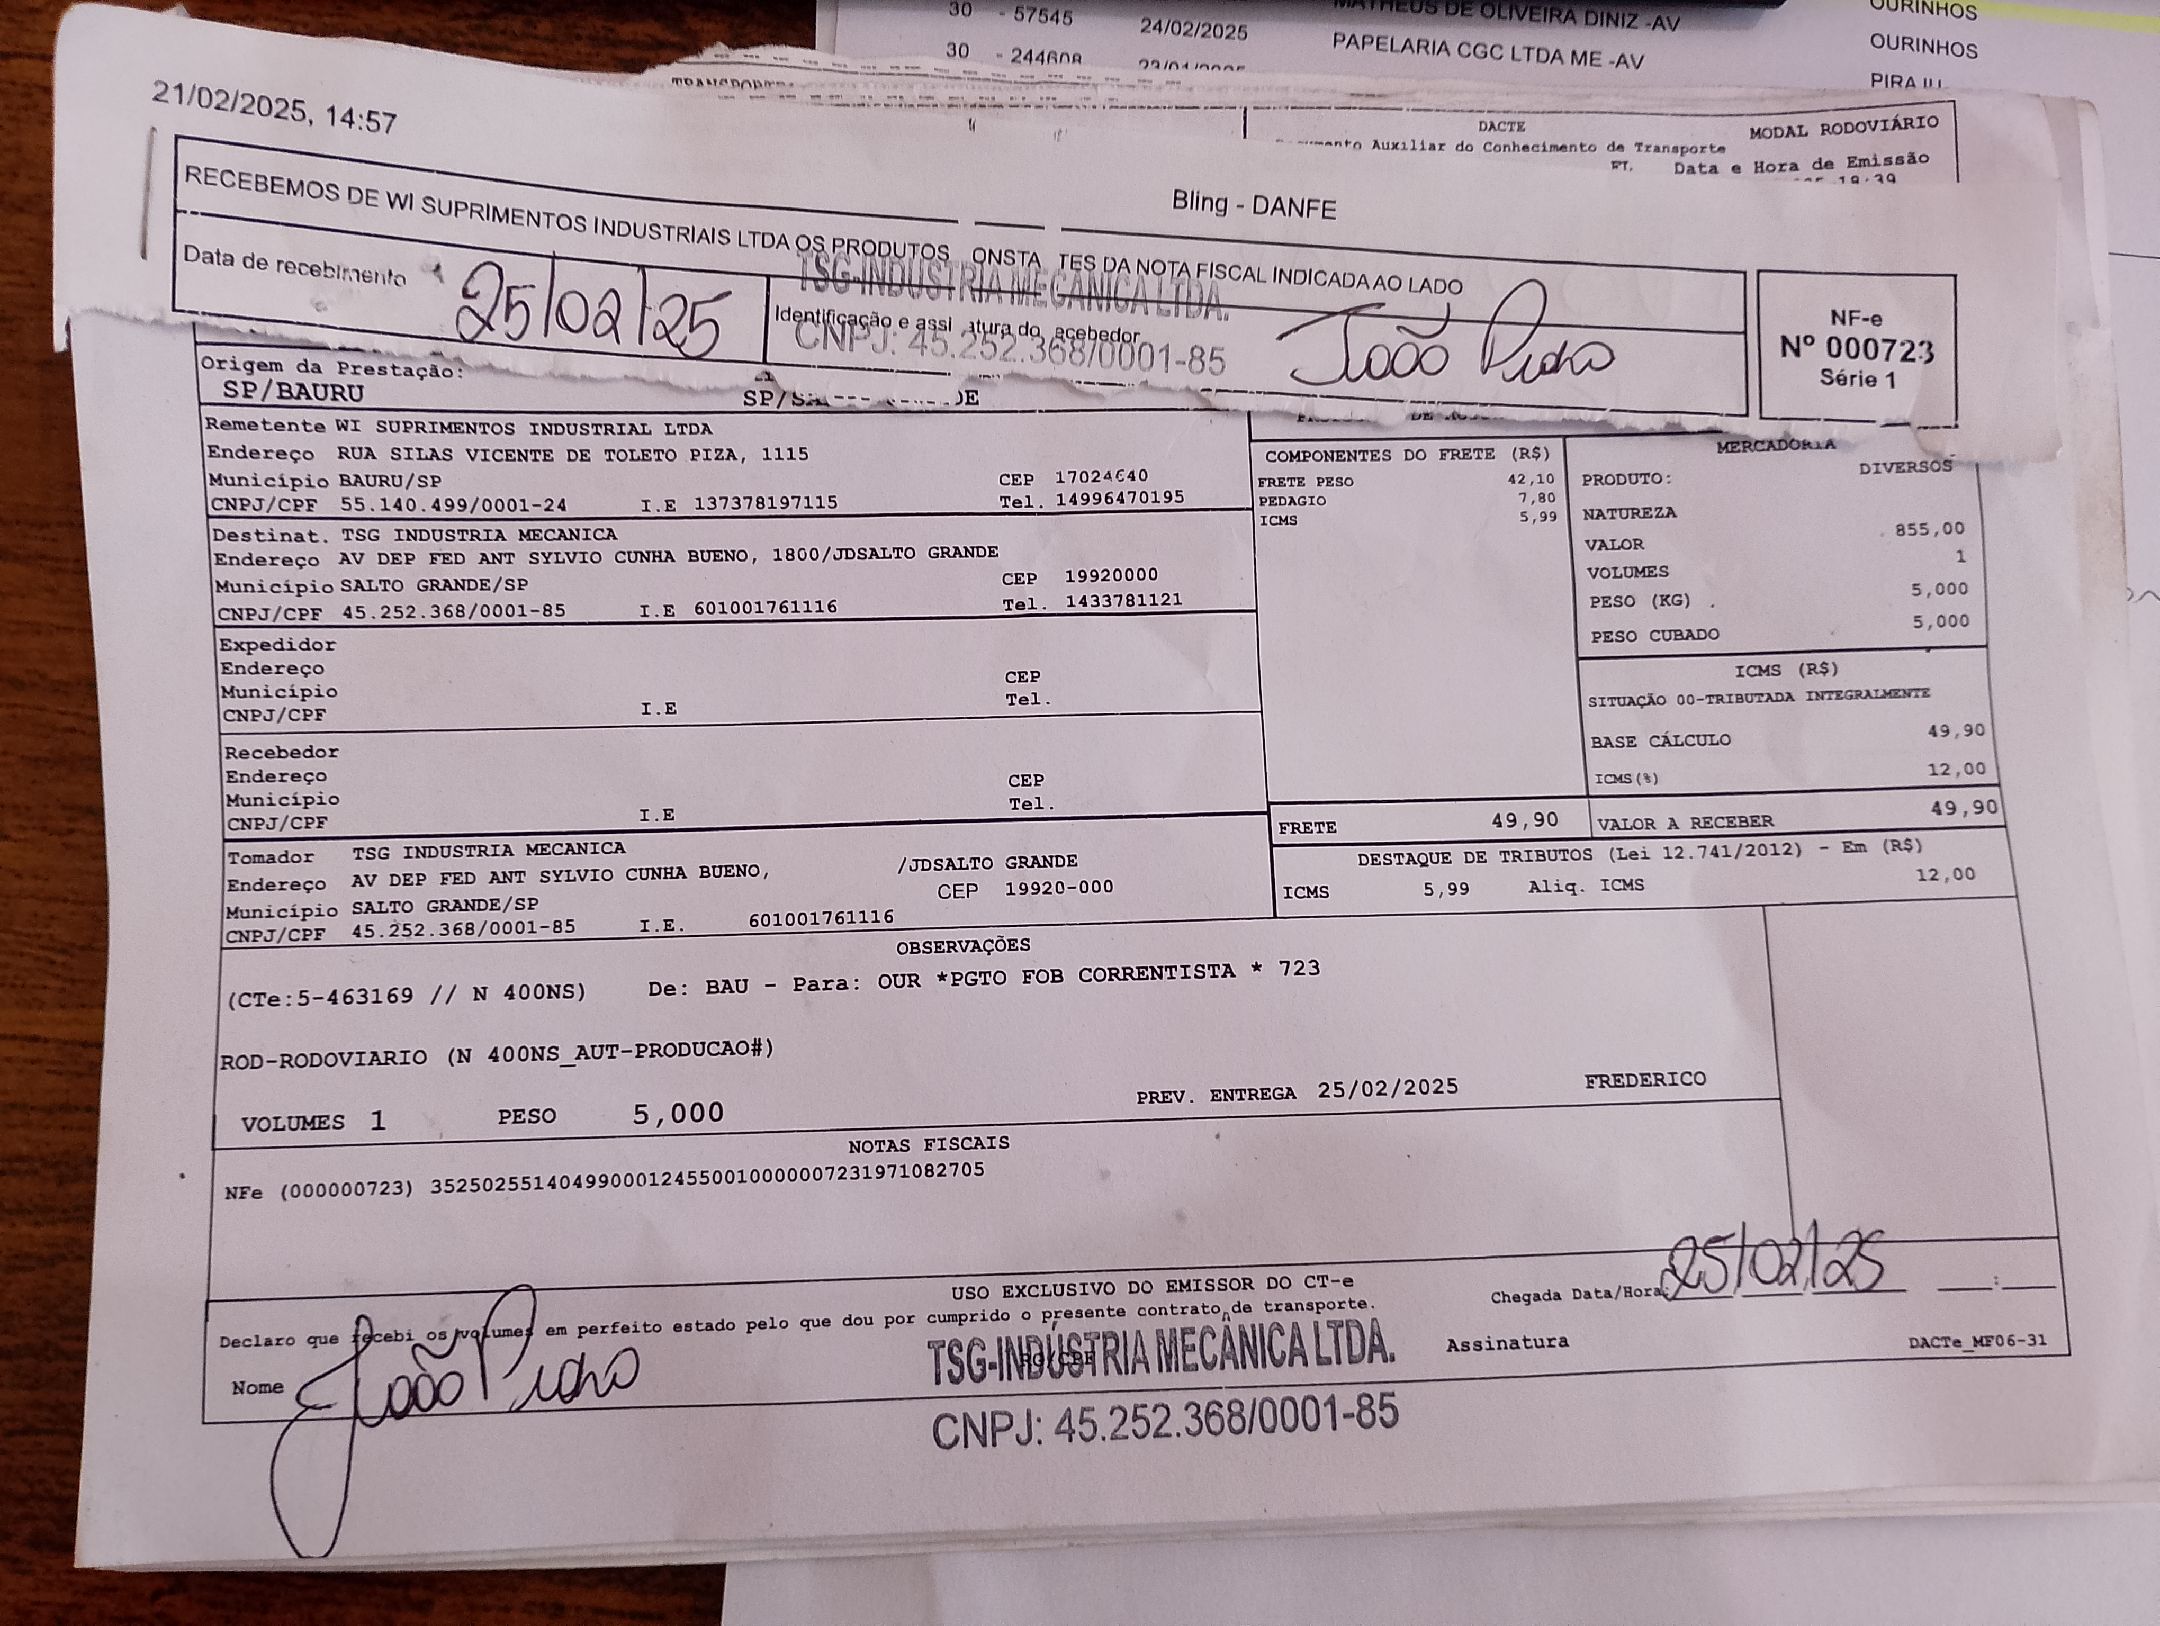 30 - 57545 24/02/2025 MATHEUS DE OLIVEIRA DINIZ -AV OURINHOS
30 - 244608 PAPELARIA CGC LTDA ME -AV OURINHOS
21/02/2025, 14:57
DACTE MODAL RODOVIÁRIO
Auxiliar do Conhecimento de Transporte
Data e Hora de Emissão
19:39
Bling - DANFE
RECEBEMOS DE WI SUPRIMENTOS INDUSTRIAIS LTDA OS PRODUTOS ONSTA TES DA NOTA FISCAL INDICADA AO LADO
Data de recebimento 25/02/25
TSG-INDÚSTRIA MECÂNICA LTDA.
Identificação e assi atura do ecebedor
CNPJ: 45.252.368/0001-85
João Pedro
NF-e
Nº 000723
Série 1
Origem da Prestação:
SP/BAURU
Remetente WI SUPRIMENTOS INDUSTRIAL LTDA
Endereço RUA SILAS VICENTE DE TOLETO PIZA, 1115
Município BAURU/SP CEP 17024640
CNPJ/CPF 55.140.499/0001-24 I.E 137378197115 Tel. 14996470195
Destinat. TSG INDUSTRIA MECANICA
Endereço AV DEP FED ANT SYLVIO CUNHA BUENO, 1800/JDSALTO GRANDE
Município SALTO GRANDE/SP CEP 19920000
CNPJ/CPF 45.252.368/0001-85 I.E 601001761116 Tel. 1433781121
Expedidor
Endereço
Município CEP
CNPJ/CPF I.E Tel.
Recebedor
Endereço
Município CEP
CNPJ/CPF I.E Tel.
Tomador TSG INDUSTRIA MECANICA
Endereço AV DEP FED ANT SYLVIO CUNHA BUENO, /JDSALTO GRANDE
Município SALTO GRANDE/SP CEP 19920-000
CNPJ/CPF 45.252.368/0001-85 I.E. 601001761116
COMPONENTES DO FRETE (R$)
FRETE PESO 42,10
PEDAGIO 7,80
ICMS 5,99
MERCADORIA
PRODUTO: DIVERSOS
NATUREZA
VALOR 855,00
VOLUMES 1
PESO (KG) 5,000
PESO CUBADO 5,000
ICMS (R$)
SITUAÇÃO 00-TRIBUTADA INTEGRALMENTE
BASE CÁLCULO 49,90
ICMS(%) 12,00
FRETE 49,90 VALOR A RECEBER 49,90
DESTAQUE DE TRIBUTOS (Lei 12.741/2012) - Em (R$)
ICMS 5,99 Aliq. ICMS 12,00
OBSERVAÇÕES
(CTe:5-463169 // N 400NS) De: BAU - Para: OUR *PGTO FOB CORRENTISTA * 723
ROD-RODOVIARIO (N 400NS_AUT-PRODUCAO#)
VOLUMES 1 PESO 5,000 PREV. ENTREGA 25/02/2025 FREDERICO
NOTAS FISCAIS
NFe (000000723) 35250255140499000124550010000007231971082705
USO EXCLUSIVO DO EMISSOR DO CT-e
Declaro que recebi os volumes em perfeito estado pelo que dou por cumprido o presente contrato de transporte.
Chegada Data/Hora: 25/02/25 :
Nome João Pedro
TSG-INDÚSTRIA MECÂNICA LTDA.
Assinatura
DACTe_MF06-31
CNPJ: 45.252.368/0001-85